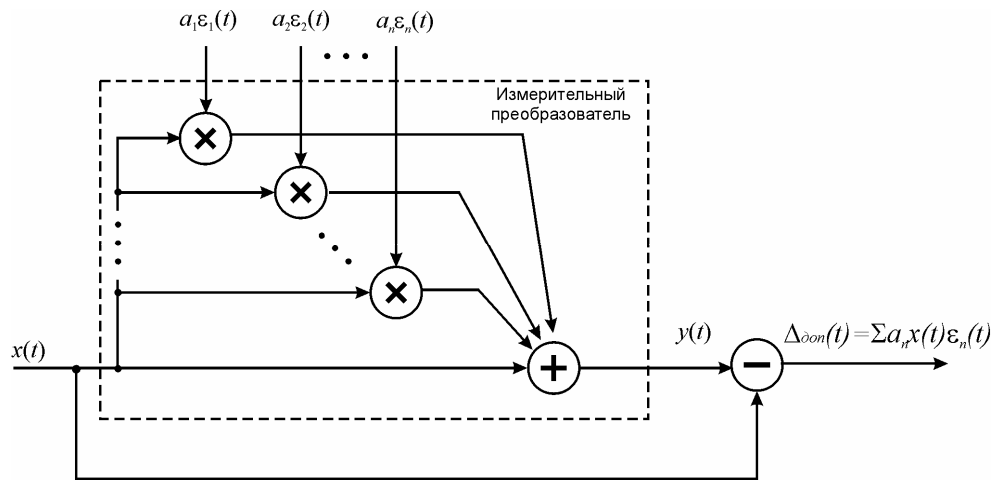 a₁ε₁(t) a₂ε₂(t) aₙεₙ(t)
Измерительный
преобразователь
x(t)
y(t)
Δдоп(t)=Σaₙx(t)εₙ(t)